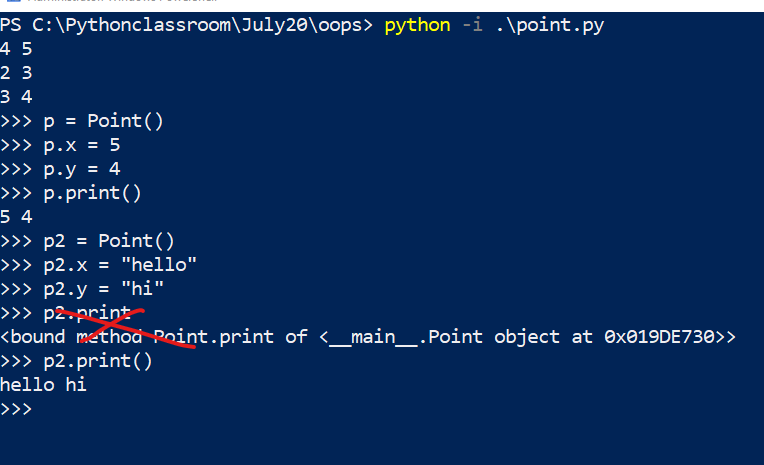 PS C:\Pythonclassroom\July20\oops> python -i .\point.py
4 5
2 3
3 4
>>> p = Point()
>>> p.x = 5
>>> p.y = 4
>>> p.print()
5 4
>>> p2 = Point()
>>> p2.x = "hello"
>>> p2.y = "hi"
>>> p2.print
<bound method Point.print of <__main__.Point object at 0x019DE730>>
>>> p2.print()
hello hi
>>>